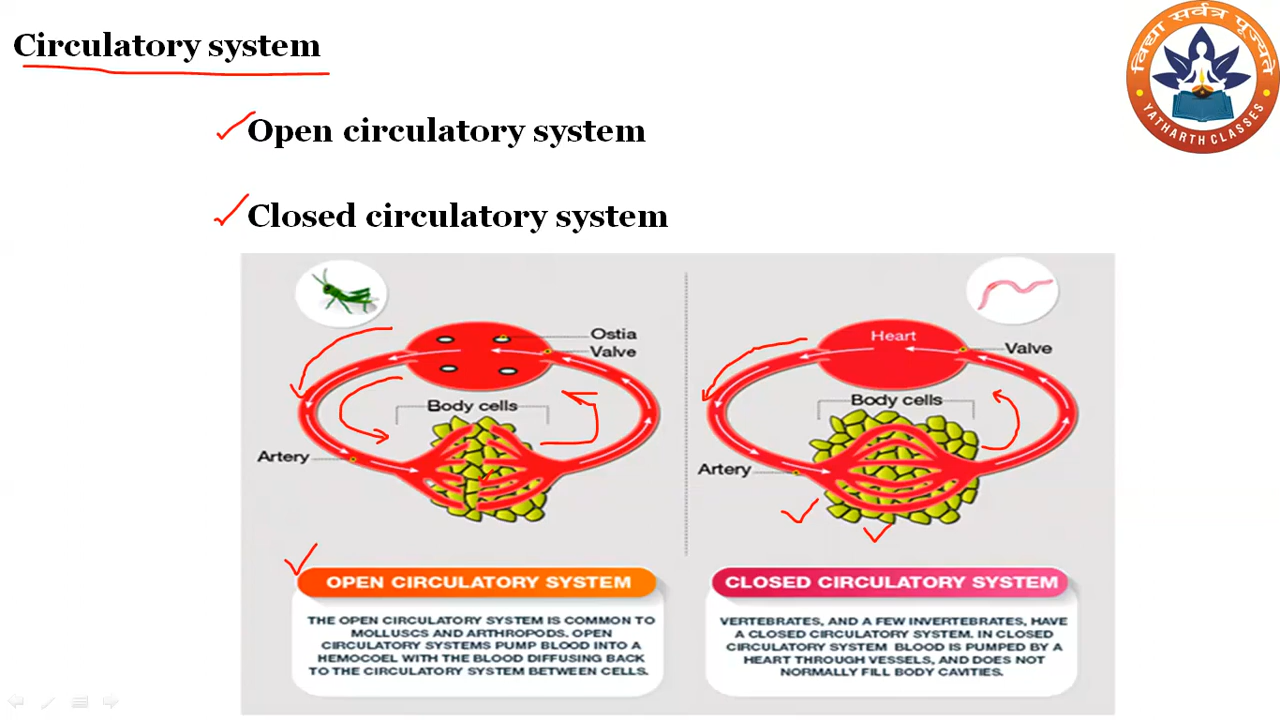 Circulatory system
Open circulatory system
Closed circulatory system
विद्या सर्वत्र पूज्यते
YATHARTH CLASSES
Ostia
Valve
Body cells
Artery
Heart
Valve
Body cells
Artery
OPEN CIRCULATORY SYSTEM
THE OPEN CIRCULATORY SYSTEM IS COMMON TO
MOLLUSCS AND ARTHROPODS. OPEN
CIRCULATORY SYSTEMS PUMP BLOOD INTO A
HEMOCOEL WITH THE BLOOD DIFFUSING BACK
TO THE CIRCULATORY SYSTEM BETWEEN CELLS.
CLOSED CIRCULATORY SYSTEM
VERTEBRATES, AND A FEW INVERTEBRATES, HAVE
A CLOSED CIRCULATORY SYSTEM. IN CLOSED
CIRCULATORY SYSTEM BLOOD IS PUMPED BY A
HEART THROUGH VESSELS, AND DOES NOT
NORMALLY FILL BODY CAVITIES.